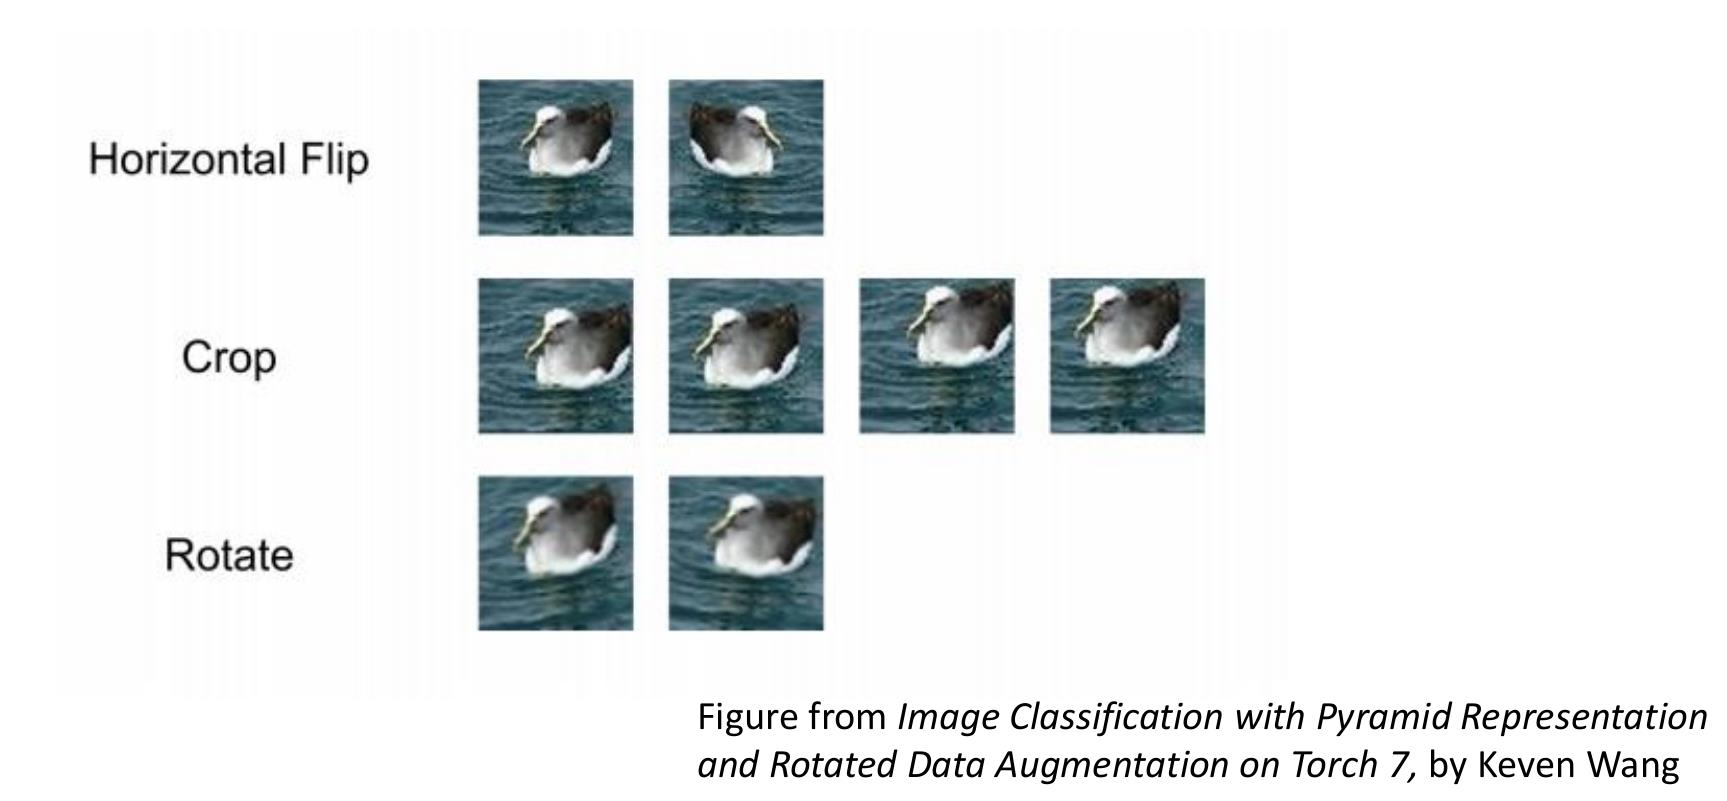 Horizontal Flip
Crop
Rotate
Figure from Image Classification with Pyramid Representation
and Rotated Data Augmentation on Torch 7, by Keven Wang